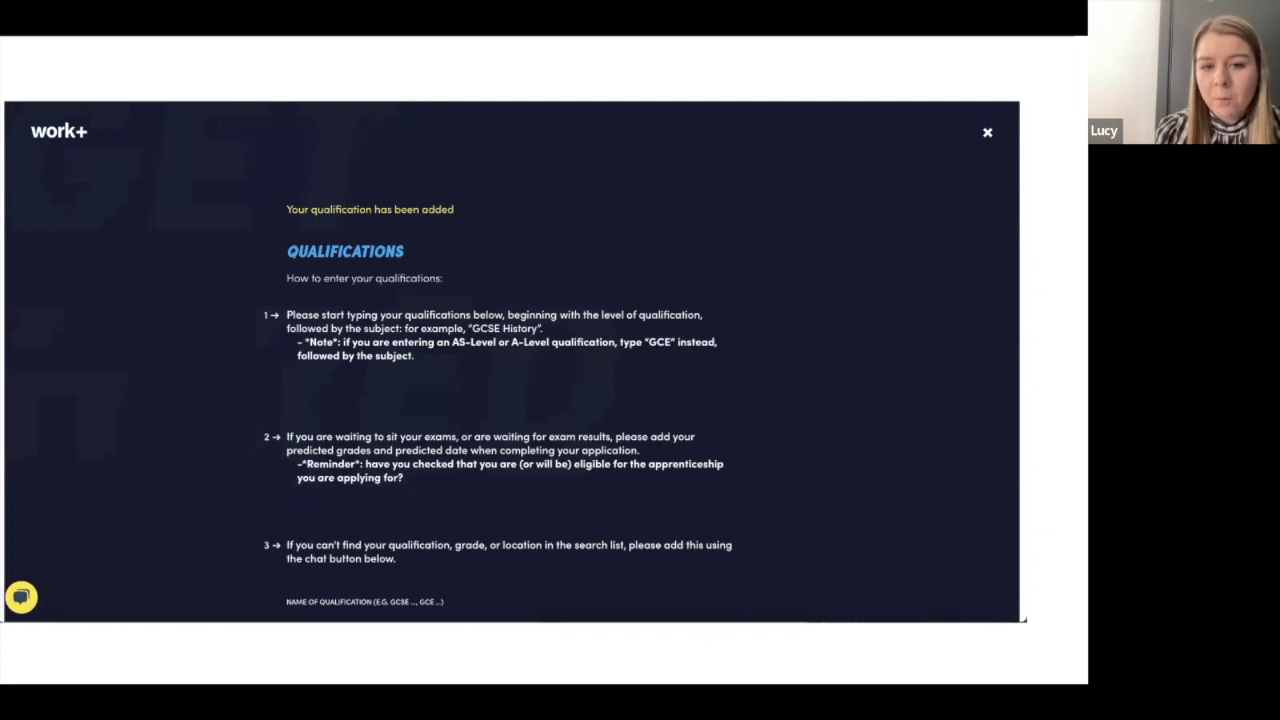 work+
Lucy
Your qualification has been added
QUALIFICATIONS
How to enter your qualifications:
1 → Please start typing your qualifications below, beginning with the level of qualification,
followed by the subject: for example, “GCSE History”.
- *Note*: if you are entering an AS-Level or A-Level qualification, type “GCE” instead,
followed by the subject.
2 → If you are waiting to sit your exams, or are waiting for exam results, please add your
predicted grades and predicted date when completing your application.
-*Reminder*: have you checked that you are (or will be) eligible for the apprenticeship
you are applying for?
3 → If you can't find your qualification, grade, or location in the search list, please add this using
the chat button below.
NAME OF QUALIFICATION (E.G. GCSE ..., GCE ...)